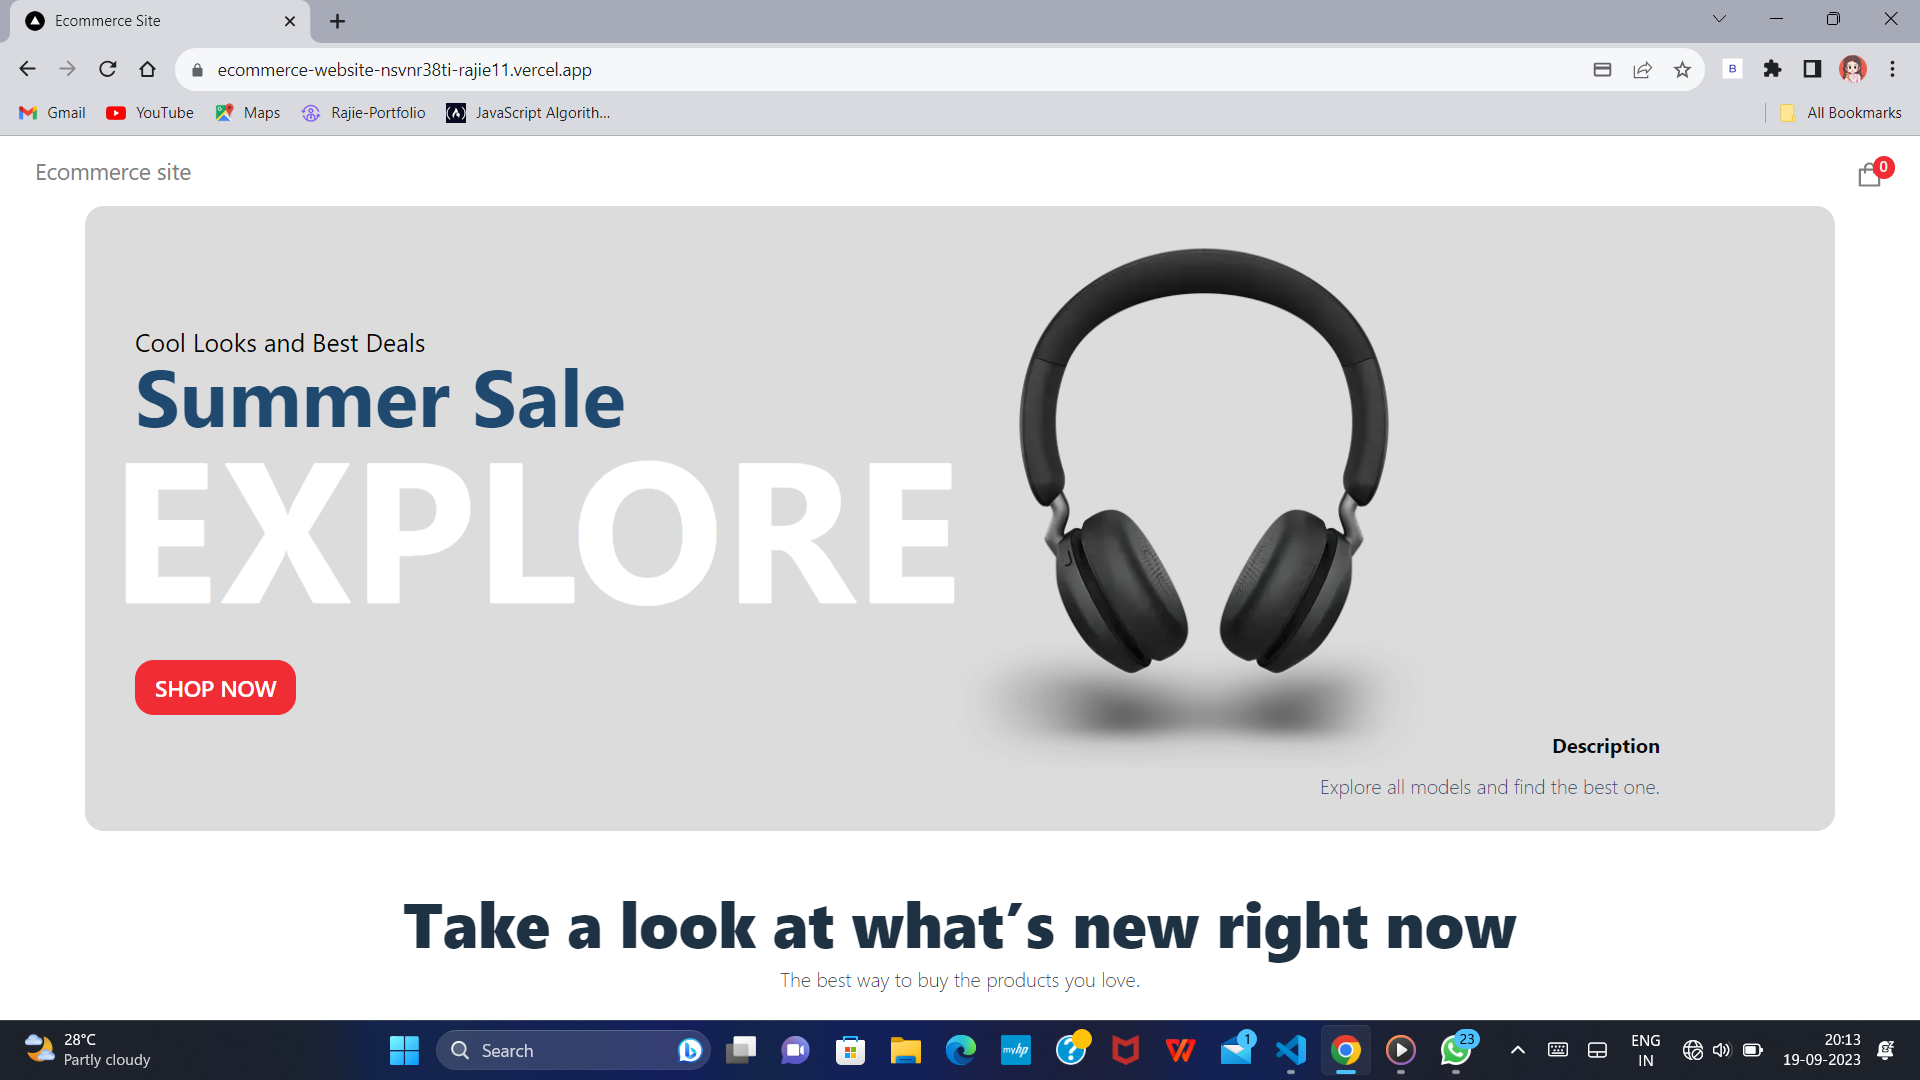 Ecommerce Site
ecommerce-website-nsvnr38ti-rajie11.vercel.app
B
Gmail
YouTube
Maps
Rajie-Portfolio
(A)
JavaScript Algorith...
All Bookmarks
Ecommerce site
0
Cool Looks and Best Deals
Summer Sale
EXPLORE
SHOP NOW
Description
Explore all models and find the best one.
Take a look at what's new right now
The best way to buy the products you love.
28°C
Partly cloudy
Search
myhp
1
23
ENG
IN
20:13
19-09-2023